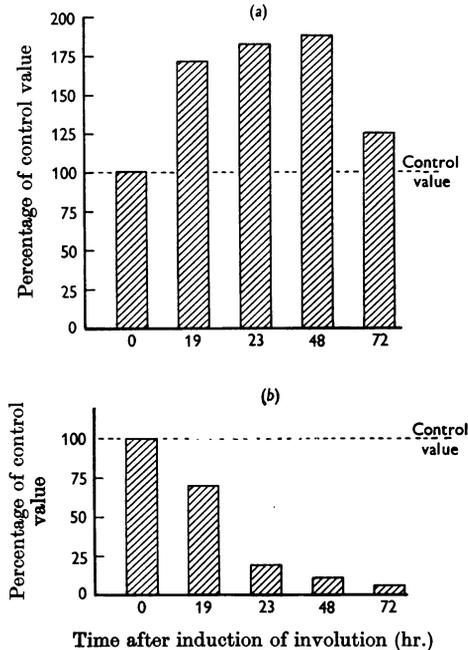 (a)
200
175
150
125
100
75
50
25
0
Percentage of control value
Control
value
0 19 23 48 72
(b)
100
75
50
25
0
Percentage of control
value
Control
value
0 19 23 48 72
Time after induction of involution (hr.)